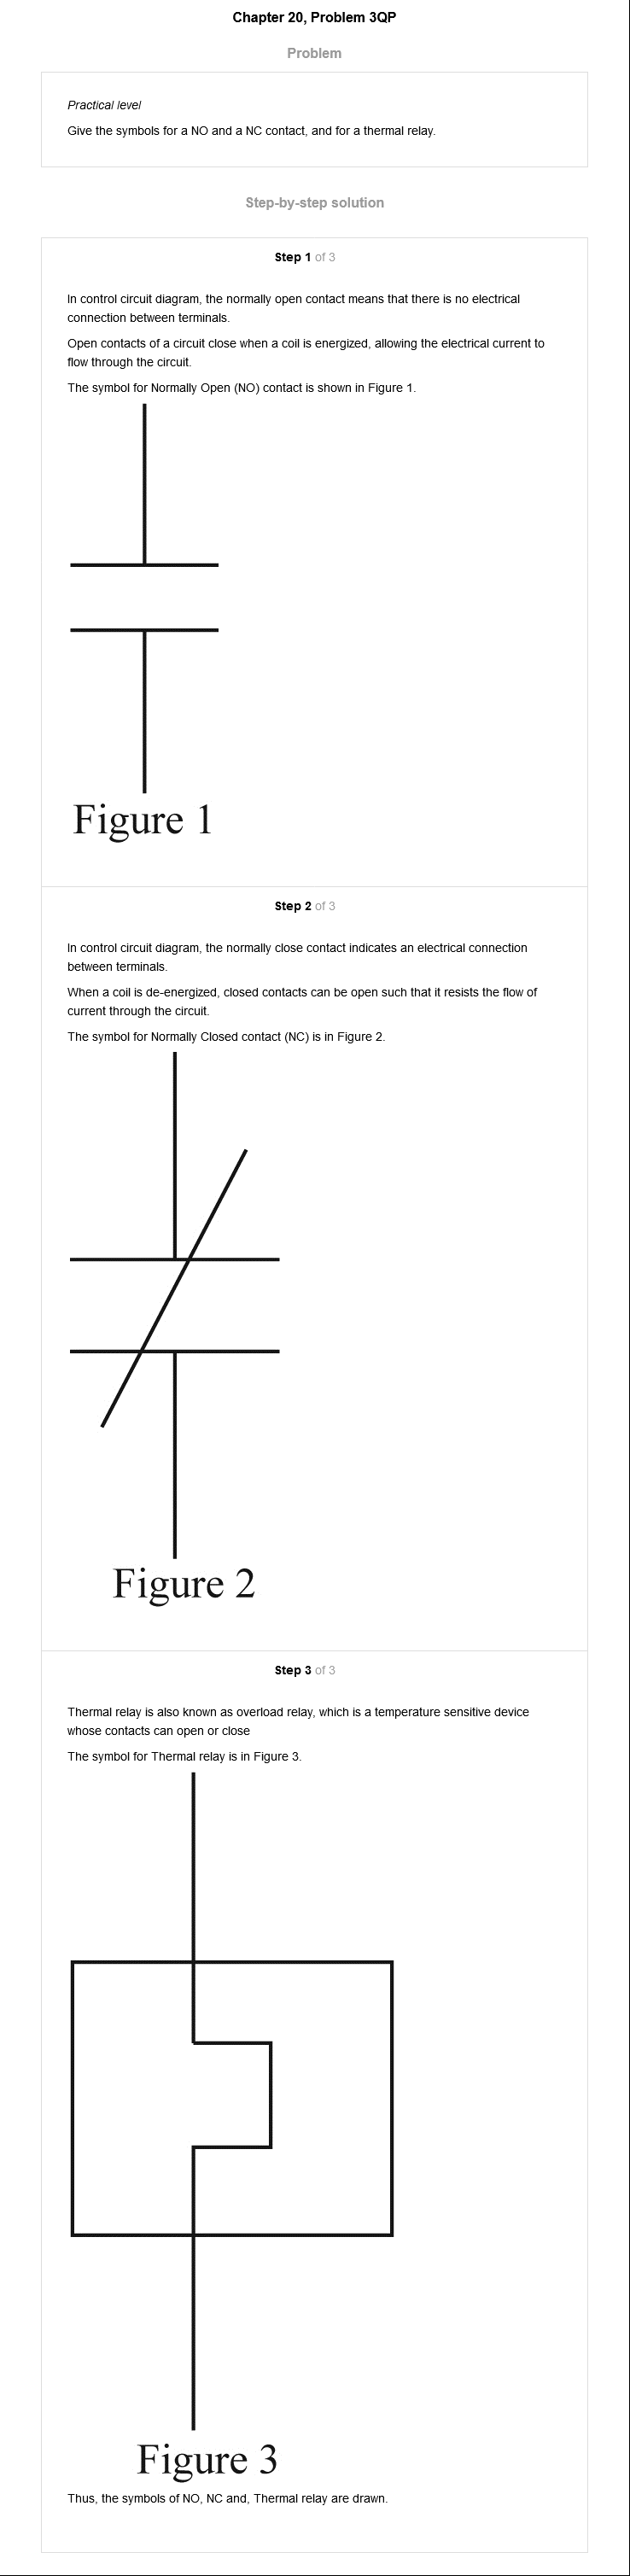 Chapter 20, Problem 3QP
Problem
Practical level
Give the symbols for a NO and a NC contact, and for a thermal relay.
Step-by-step solution
Step 1 of 3
In control circuit diagram, the normally open contact means that there is no electrical
connection between terminals.
Open contacts of a circuit close when a coil is energized, allowing the electrical current to
flow through the circuit.
The symbol for Normally Open (NO) contact is shown in Figure 1.
Figure 1
Step 2 of 3
In control circuit diagram, the normally close contact indicates an electrical connection
between terminals.
When a coil is de-energized, closed contacts can be open such that it resists the flow of
current through the circuit.
The symbol for Normally Closed contact (NC) is in Figure 2.
Figure 2
Step 3 of 3
Thermal relay is also known as overload relay, which is a temperature sensitive device
whose contacts can open or close
The symbol for Thermal relay is in Figure 3.
Figure 3
Thus, the symbols of NO, NC and, Thermal relay are drawn.